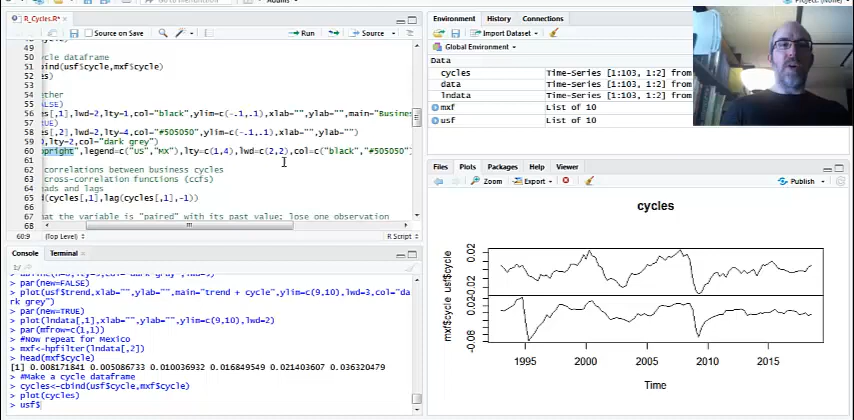 Addins
Project: (None)
R_Cycles.R*
Source on Save
Run
Source
49
50 ycle dataframe
51 bind(usf$cycle,mxf$cycle)
52 es)
53
54 ether
55 ALSE)
56 es[,1],lwd=2,lty=1,col="black",ylim=c(-.1,.1),xlab="",ylab="",main="Busines
57 RUE)
58 es[,2],lwd=2,lty=4,col="#505050",ylim=c(-.1,.1),xlab="",ylab="")
59 0,lty=2,col="dark grey")
60 opright",legend=c("US","MX"),lty=c(1,4),lwd=c(2,2),col=c("black","#505050")
61
62 correlations between business cycles
63 cross-correlation functions (ccfs)
64 eads and lags
65 d(cycles[,1],lag(cycles[,1],-1))
66
67 hat the variable is "paired" with its past value; lose one observation
68
60:9 (Top Level) R Script
Console Terminal
> par(new=FALSE)
> plot(usf$trend,xlab="",ylab="",main="trend + cycle",ylim=c(9,10),lwd=3,col="da
rk grey")
> par(new=TRUE)
> plot(lndata[,1],xlab="",ylab="",ylim=c(9,10),lwd=2)
> par(mfrow=c(1,1))
> #Now repeat for Mexico
> mxf<-hpfilter(lndata[,2])
> head(mxf$cycle)
[1] 0.008171841 0.005086733 0.010036932 0.016849549 0.021403607 0.036320479
> #Make a cycle dataframe
> cycles<-cbind(usf$cycle,mxf$cycle)
> plot(cycles)
> usf$
Environment History Connections
Import Dataset
Global Environment
Data
cycles Time-Series [1:103, 1:2] from
data Time-Series [1:103, 1:2] from
lndata Time-Series [1:103, 1:2] from
mxf List of 10
usf List of 10
Files Plots Packages Help Viewer
Zoom Export Publish
cycles
usf$cycle
0.02
-0.02
mxf$cycle
0.02
-0.08
1995 2000 2005 2010 2015
Time